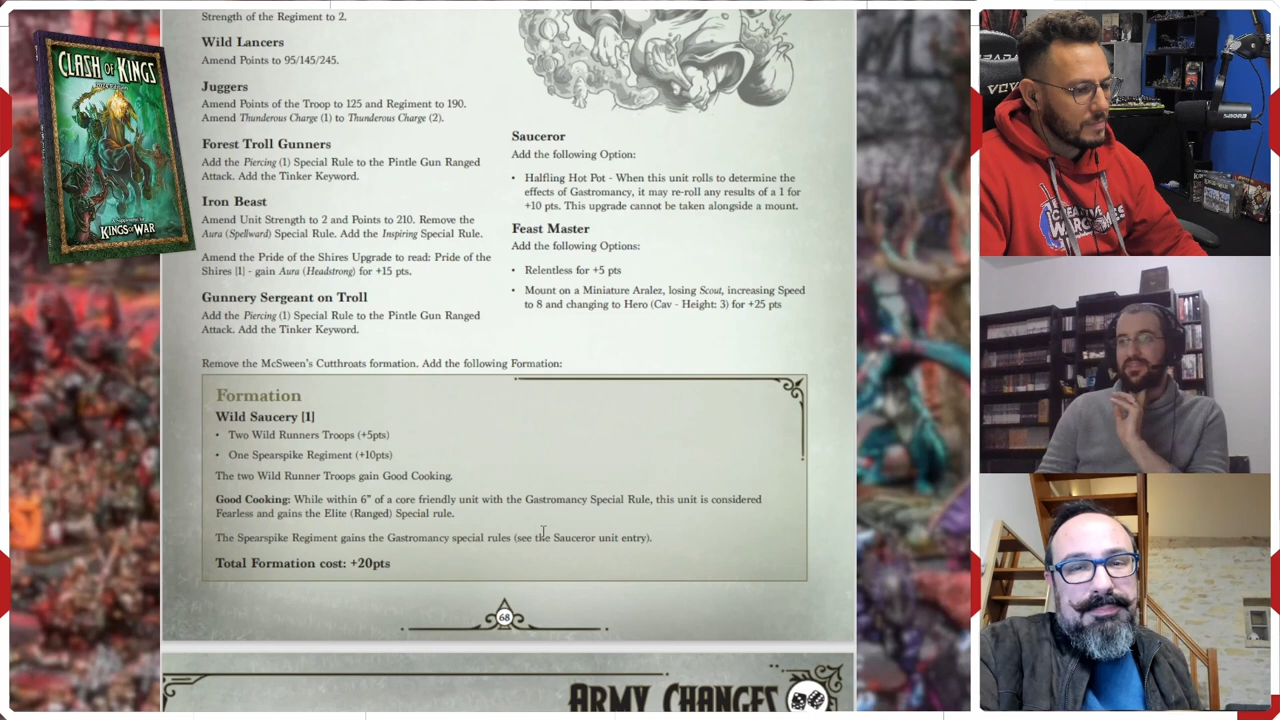 CLASH OF KINGS
KINGS OF WAR
Strength of the Regiment to 2.
Wild Lancers
Amend Points to 95/145/245.
Juggers
Amend Points of the Troop to 125 and Regiment to 190.
Amend Thunderous Charge (1) to Thunderous Charge (2).
Forest Troll Gunners
Add the Piercing (1) Special Rule to the Pintle Gun Ranged
Attack. Add the Tinker Keyword.
Iron Beast
Amend Unit Strength to 2 and Points to 210. Remove the
Aura (Spellward) Special Rule. Add the Inspiring Special Rule.
Amend the Pride of the Shires Upgrade to read: Pride of the
Shires [1] - gain Aura (Headstrong) for +15 pts.
Gunnery Sergeant on Troll
Add the Piercing (1) Special Rule to the Pintle Gun Ranged
Attack. Add the Tinker Keyword.
Sauceror
Add the following Option:
• Halfling Hot Pot - When this unit rolls to determine the
effects of Gastromancy, it may re-roll any results of a 1 for
+10 pts. This upgrade cannot be taken alongside a mount.
Feast Master
Add the following Options:
• Relentless for +5 pts
• Mount on a Miniature Aralez, losing Scout, increasing Speed
to 8 and changing to Hero (Cav - Height: 3) for +25 pts
Remove the McSween's Cutthroats formation. Add the following Formation:
Formation
Wild Saucery [1]
• Two Wild Runners Troops (+5pts)
• One Spearspike Regiment (+10pts)
The two Wild Runner Troops gain Good Cooking.
Good Cooking: While within 6" of a core friendly unit with the Gastromancy Special Rule, this unit is considered
Fearless and gains the Elite (Ranged) Special rule.
The Spearspike Regiment gains the Gastromancy special rules (see the Sauceror unit entry).
Total Formation cost: +20pts
68
ARMY CHANGES